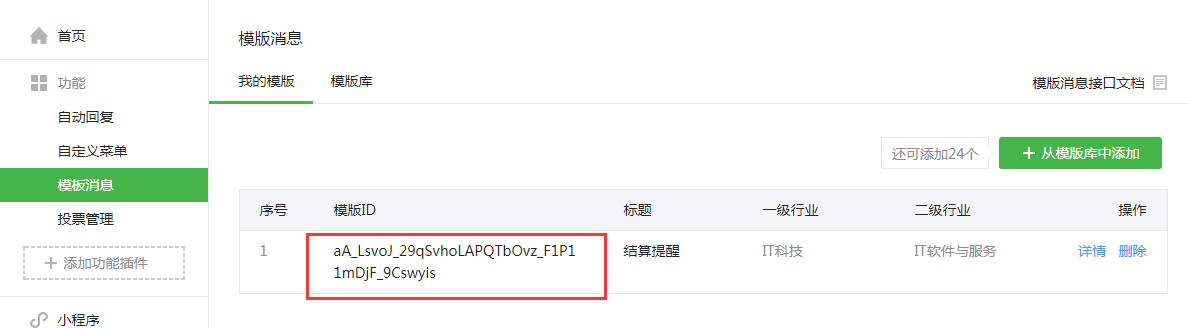 首页
功能
自动回复
自定义菜单
模板消息
投票管理
添加功能插件
小程序
模版消息
我的模版 模版库 模版消息接口文档
还可添加24个 从模版库中添加
序号 模版ID 标题 一级行业 二级行业 操作
1 aA_LsvoJ_29qSvhoLAPQTbOvz_F1P1 结算提醒 IT科技 IT软件与服务 详情 删除
1mDjF_9Cswyis